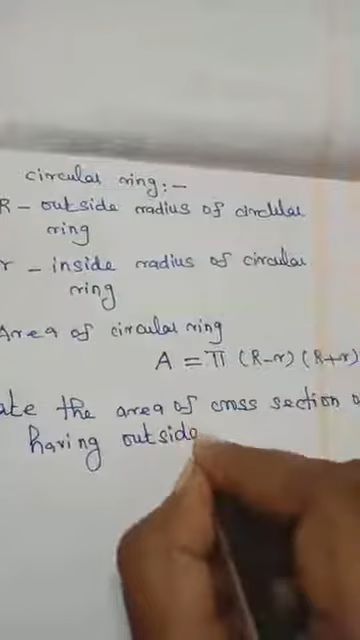 circular ring:-
R - outside radius of circular
ring
r - inside radius of circular
ring
Area of circular ring
A = π (R-r) (R+r)
ate the area of cross section o
having outside